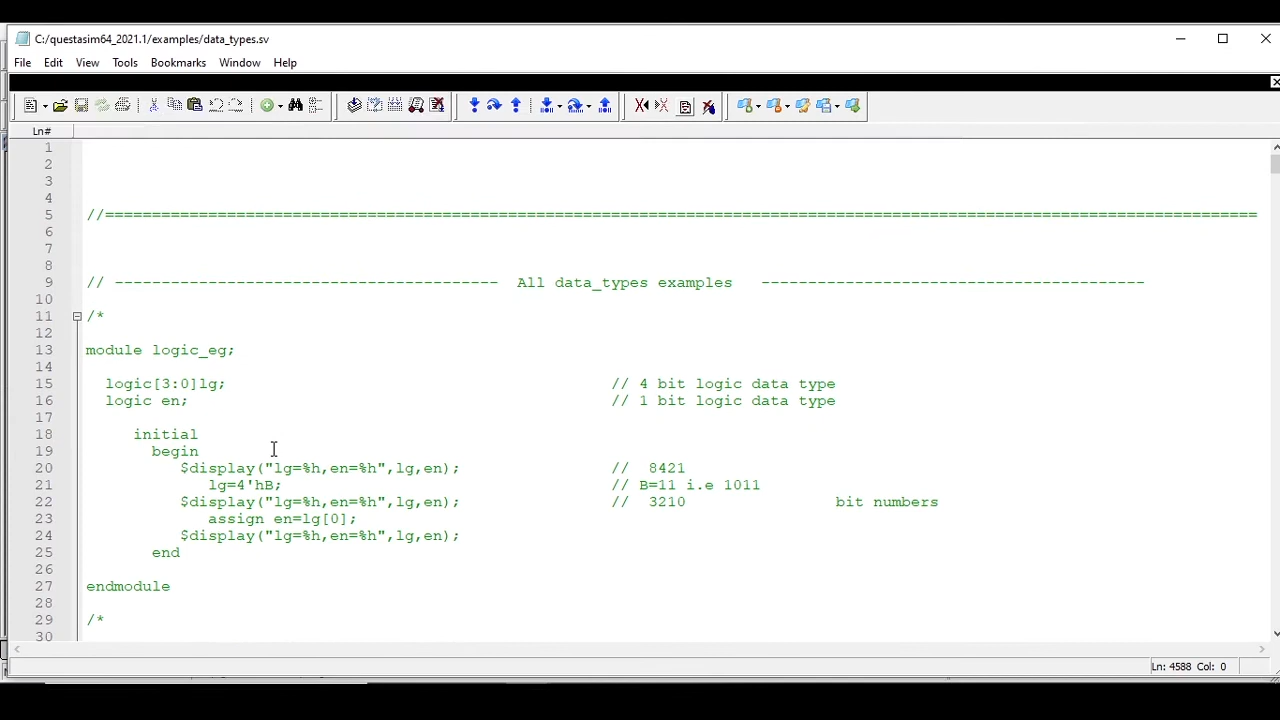 C:/questasim64_2021.1/examples/data_types.sv
File Edit View Tools Bookmarks Window Help
Ln#
1
2
3
4
5 //===========================================================================================================================
6
7
8
9 // ----------------------------------------- All data_types examples -----------------------------------------
10
11 /*
12
13 module logic_eg;
14
15 logic[3:0]lg; // 4 bit logic data type
16 logic en; // 1 bit logic data type
17
18 initial
19 begin
20 $display("lg=%h,en=%h",lg,en); // 8421
21 lg=4'hB; // B=11 i.e 1011
22 $display("lg=%h,en=%h",lg,en); // 3210 bit numbers
23 assign en=lg[0];
24 $display("lg=%h,en=%h",lg,en);
25 end
26
27 endmodule
28
29 /*
30
Ln: 4588 Col: 0